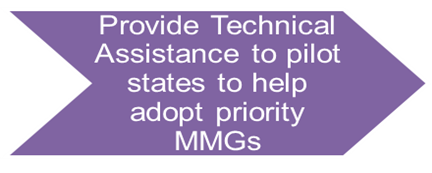 Provide Technical
Assistance to pilot
states to help
adopt priority
MMGs